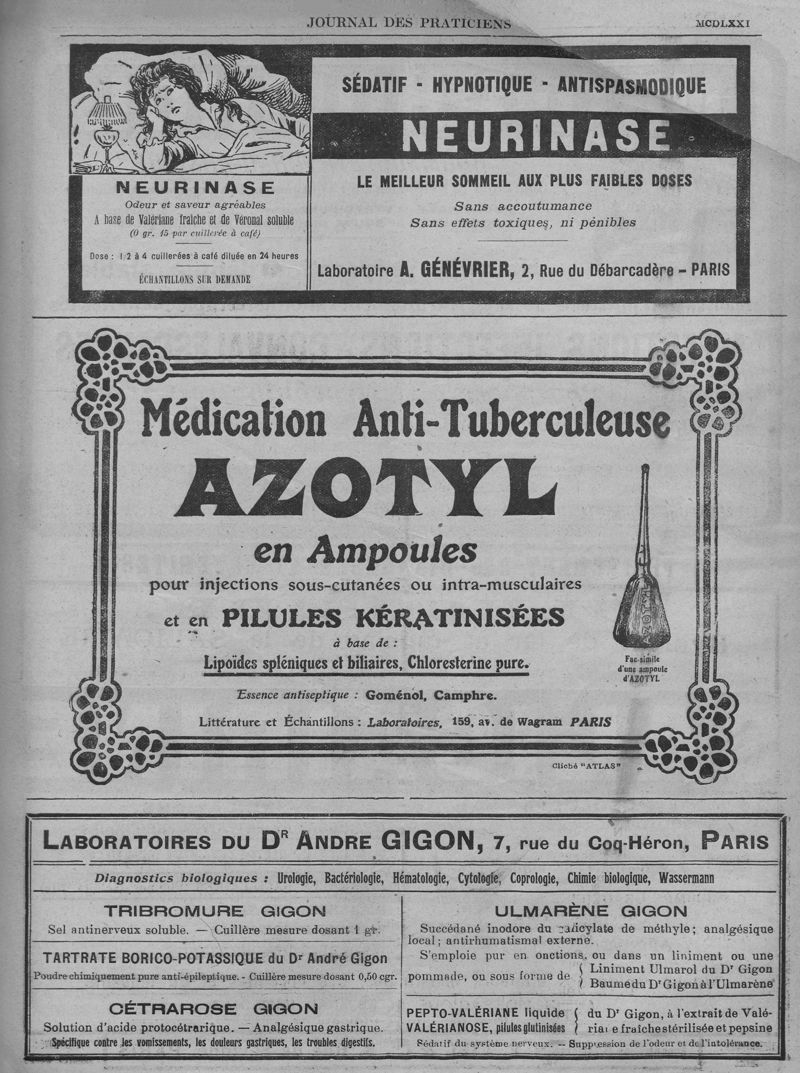 JOURNAL DES PRATICIENS
MCDLXXI
NEURINASE
Odeur et saveur agréables
A base de Valériane fraîche et de Véronal soluble
(0 gr. 15 par cuillerée à café)
Dose : 1/2 à 4 cuillerées à café diluée en 24 heures
ÉCHANTILLONS SUR DEMANDE
SÉDATIF - HYPNOTIQUE - ANTISPASMODIQUE
NEURINASE
LE MEILLEUR SOMMEIL AUX PLUS FAIBLES DOSES
Sans accoutumance
Sans effets toxiques, ni pénibles
Laboratoire A. GÉNÉVRIER, 2, Rue du Débarcadère – PARIS
Médication Anti-Tuberculeuse
AZOTYL
en Ampoules
pour injections sous-cutanées ou intra-musculaires
et en PILULES KÉRATINISÉES
à base de :
Lipoïdes spléniques et biliaires, Chloresterine pure.
Essence antiseptique : Goménol, Camphre.
Littérature et Échantillons : Laboratoires, 159, av. de Wagram PARIS
AZOTYL
Fac-simile
d'une ampoule
d'AZOTYL
Cliché "ATLAS"
LABORATOIRES DU Dr ANDRE GIGON, 7, rue du Coq-Héron, PARIS
Diagnostics biologiques : Urologie, Bactériologie, Hématologie, Cytologie, Coprologie, Chimie biologique, Wassermann
TRIBROMURE GIGON
Sel antinerveux soluble. — Cuillère mesure dosant 1 gr.
TARTRATE BORICO-POTASSIQUE du Dr André Gigon
Poudre chimiquement pure anti-épileptique. - Cuillère mesure dosant 0,50 cgr.
CÉTRAROSE GIGON
Solution d'acide protocétrarique. — Analgésique gastrique.
Spécifique contre les vomissements, les douleurs gastriques, les troubles digestifs.
ULMARÈNE GIGON
Succédané inodore du salicylate de méthyle ; analgésique
local ; antirhumatismal externe.
S'emploie pur en onctions, ou dans un liniment ou une
pommade, ou sous forme de { Liniment Ulmarol du Dr Gigon
Baume du Dr Gigon à l'Ulmarène
PEPTO-VALÉRIANE liquide { du Dr Gigon, à l'extrait de Valé-
VALÉRIANOSE, pilules glutinisées riane fraîche stérilisée et pepsine
Sédatif du système nerveux. — Suppression de l'odeur et de l'intolérance.